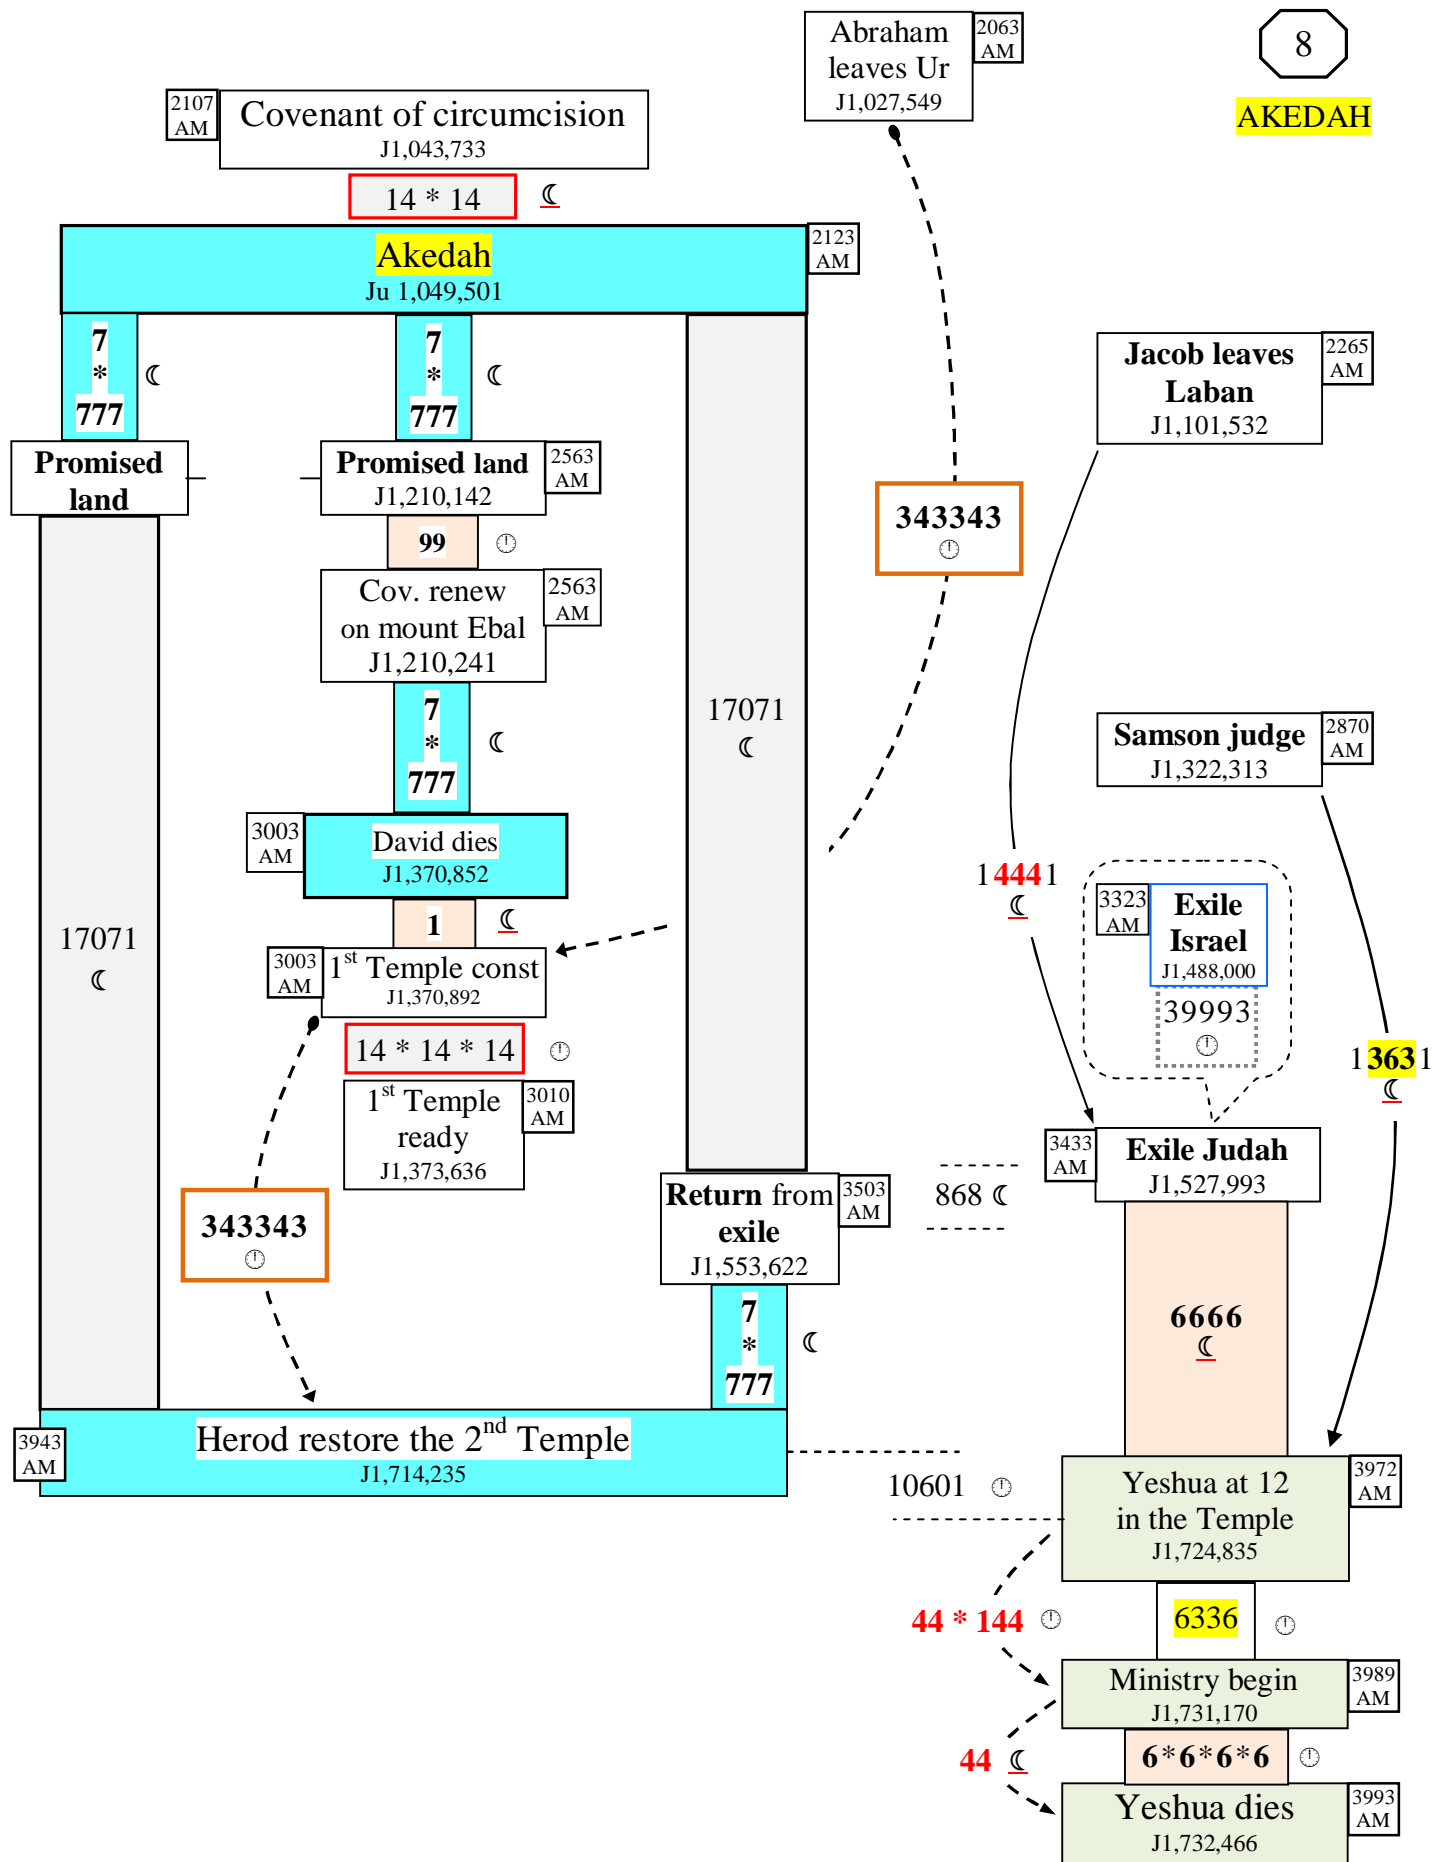 Abraham
leaves Ur
J1,027,549
2063
AM
8
AKEDAH
2107
AM
Covenant of circumcision
J1,043,733
14 * 14 ☾
Akedah
Ju 1,049,501
2123
AM
7
*
777
☾
7
*
777
☾
Promised
land
Promised land
J1,210,142
2563
AM
99
Cov. renew
on mount Ebal
J1,210,241
2563
AM
7
*
777
☾
3003
AM
David dies
J1,370,852
1 ☾
3003
AM
1st Temple const
J1,370,892
14 * 14 * 14
1st Temple
ready
J1,373,636
3010
AM
17071
☾
17071
☾
343343
343343
Return from
exile
J1,553,622
3503
AM
7
*
777
☾
3943
AM
Herod restore the 2nd Temple
J1,714,235
Jacob leaves
Laban
J1,101,532
2265
AM
Samson judge
J1,322,313
2870
AM
14441
☾
3323
AM
Exile
Israel
J1,488,000
39993
13631
☾
868 ☾
3433
AM
Exile Judah
J1,527,993
6666
☾
10601
Yeshua at 12
in the Temple
J1,724,835
3972
AM
44 * 144
6336
Ministry begin
J1,731,170
3989
AM
44 ☾
6*6*6*6
Yeshua dies
J1,732,466
3993
AM